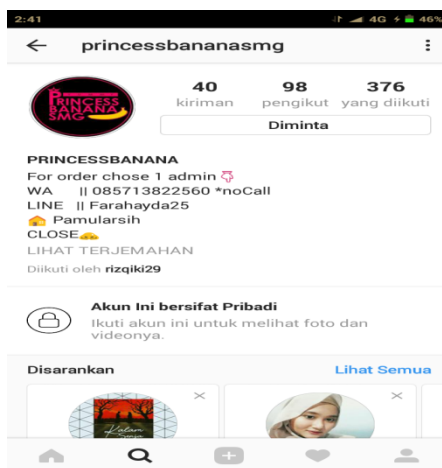 2:41
4G
46%
princessbananasmg
PRINCESS
BANANA
SMG
40
98
376
kiriman
pengikut
yang diikuti
Diminta
PRINCESSBANANA
For order chose 1 admin👇
WA || 085713822560 *noCall
LINE || Farahayda25
🏠 Pamularsih
CLOSE
LIHAT TERJEMAHAN
Diikuti oleh rizqiki29
Akun Ini bersifat Pribadi
Ikuti akun ini untuk melihat foto dan
videonya.
Disarankan
Lihat Semua
Kalam